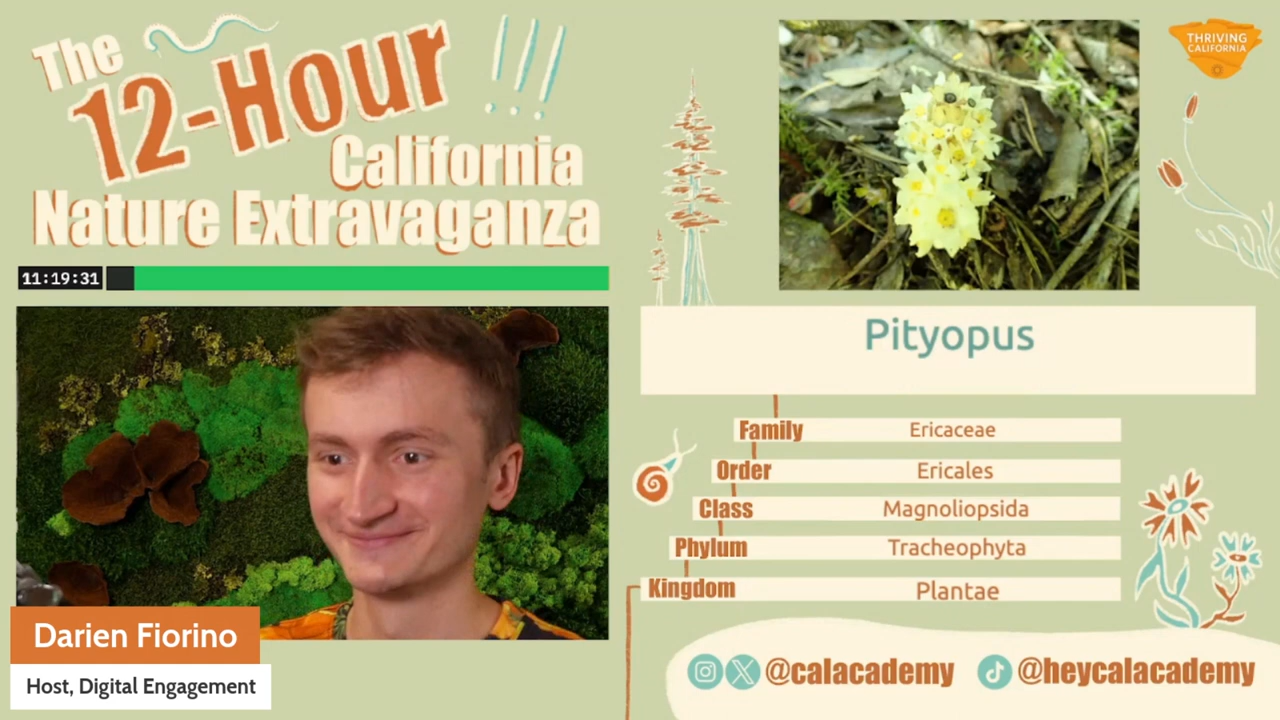 The
12-Hour
!!!
California
Nature Extravaganza
THRIVING
CALIFORNIA
11:19:31
Pityopus
Family Ericaceae
Order Ericales
Class Magnoliopsida
Phylum Tracheophyta
Kingdom Plantae
Darien Fiorino
Host, Digital Engagement
@calacademy @heycalacademy